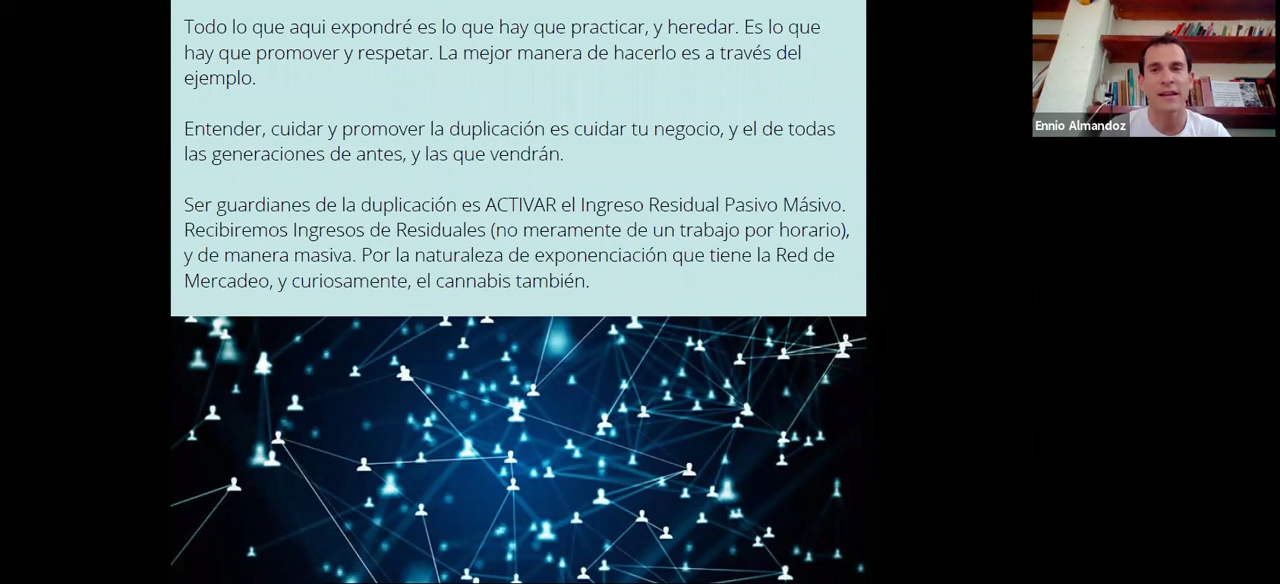 Todo lo que aqui expondré es lo que hay que practicar, y heredar. Es lo que
hay que promover y respetar. La mejor manera de hacerlo es a través del
ejemplo.
Entender, cuidar y promover la duplicación es cuidar tu negocio, y el de todas
las generaciones de antes, y las que vendrán.
Ser guardianes de la duplicación es ACTIVAR el Ingreso Residual Pasivo Másivo.
Recibiremos Ingresos de Residuales (no meramente de un trabajo por horario),
y de manera masiva. Por la naturaleza de exponenciación que tiene la Red de
Mercadeo, y curiosamente, el cannabis también.
Ennio Almandoz